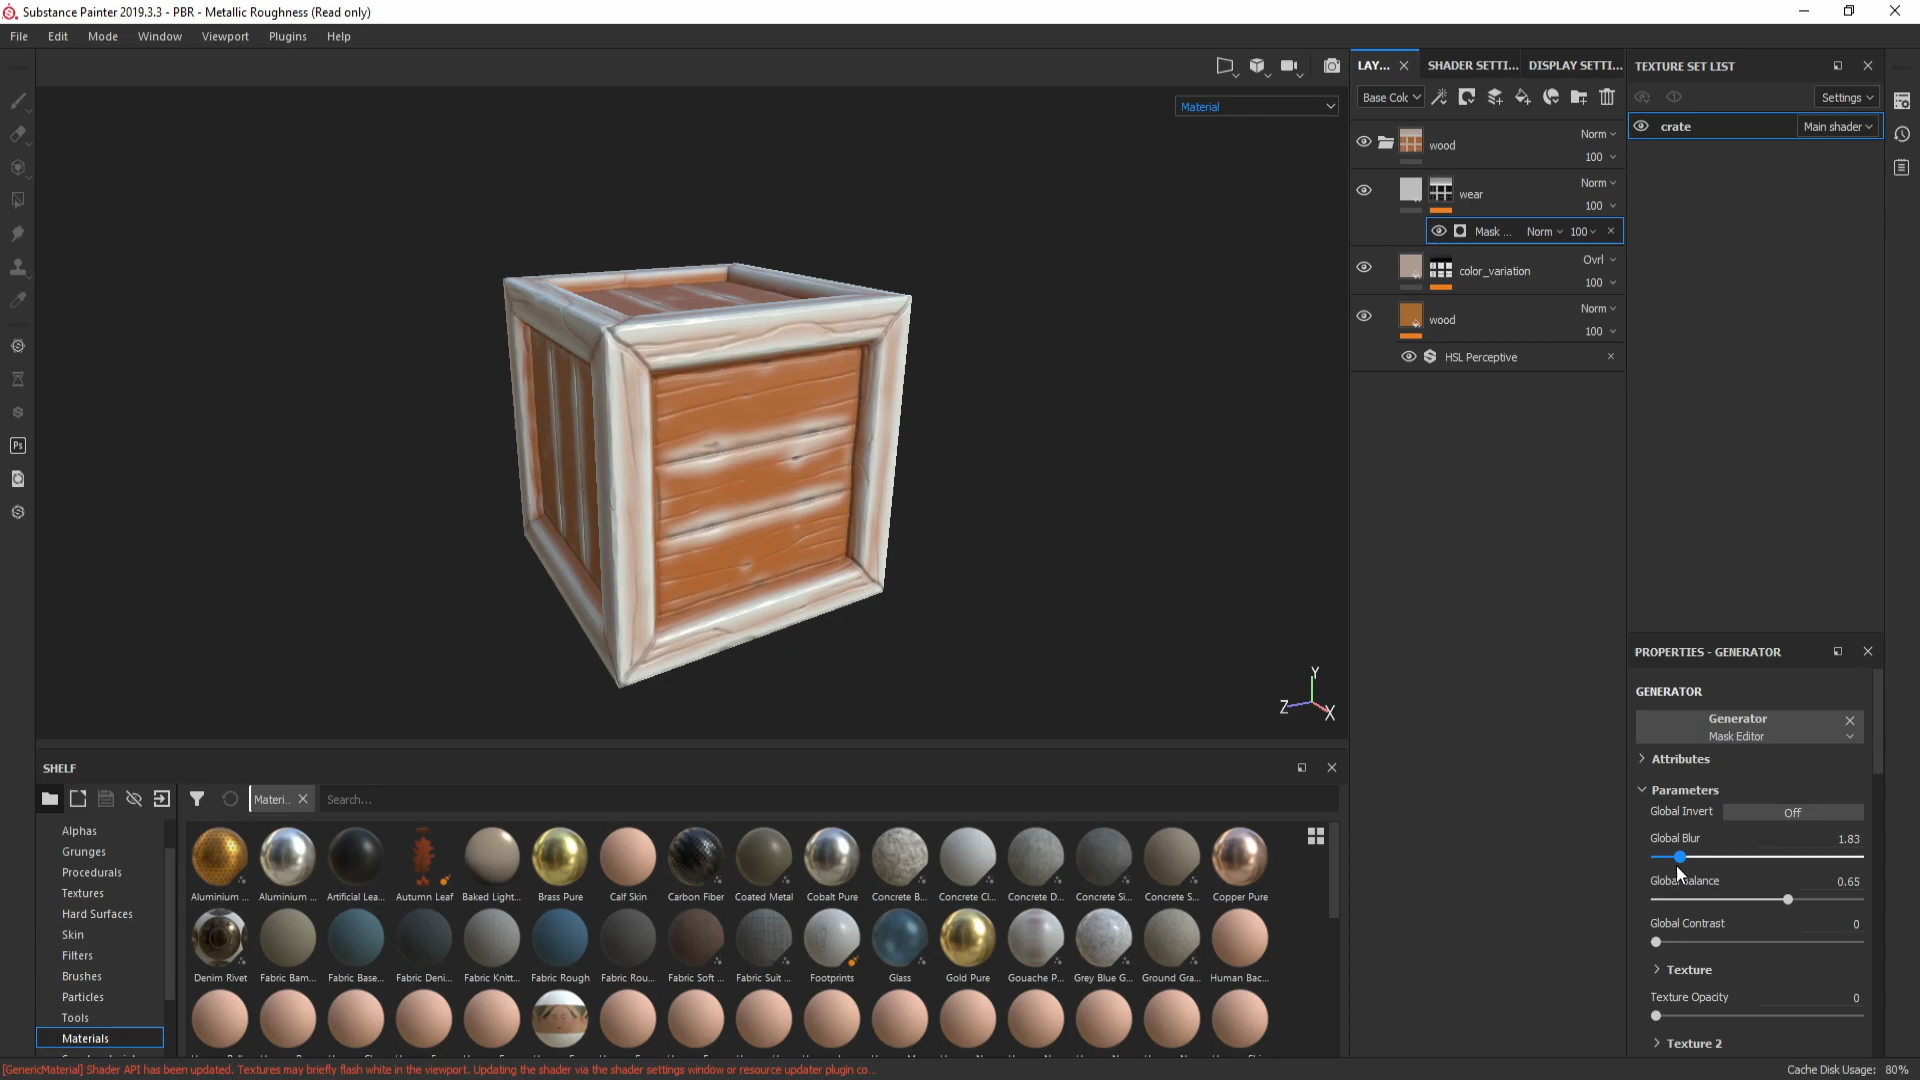 Substance Painter 2019.3.3 - PBR - Metallic Roughness (Read only)
File Edit Mode Window Viewport Plugins Help
Material
LAY... SHADER SETTI... DISPLAY SETTI...
Base Colc
wood Norm 100
wear Norm 100
Mask ... Norm 100
color_variation Ovrl 100
wood Norm 100
HSL Perceptive
TEXTURE SET LIST
Settings
crate Main shader
Ps
Y
Z
X
PROPERTIES - GENERATOR
GENERATOR
Generator
Mask Editor
Attributes
Parameters
Global Invert Off
Global Blur 1.83
Global Balance 0.65
Global Contrast 0
Texture
Texture Opacity 0
Texture 2
SHELF
Materi.. Search...
Alphas
Grunges
Procedurals
Textures
Hard Surfaces
Skin
Filters
Brushes
Particles
Tools
Materials
Aluminium ... Aluminium ... Artificial Lea... Autumn Leaf Baked Light... Brass Pure Calf Skin Carbon Fiber Coated Metal Cobalt Pure Concrete B... Concrete Cl... Concrete D... Concrete Si... Concrete S... Copper Pure
Denim Rivet Fabric Bam... Fabric Base... Fabric Deni... Fabric Knitt... Fabric Rough Fabric Rou... Fabric Soft ... Fabric Suit ... Footprints Glass Gold Pure Gouache P... Grey Blue G... Ground Gra... Human Bac...
[GenericMaterial] Shader API has been updated. Textures may briefly flash white in the viewport. Updating the shader via the shader settings window or resource updater plugin co...
Cache Disk Usage: 80%